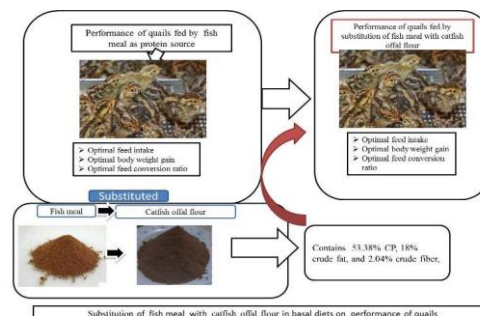 Performance of quails fed by fish
meal as protein source
➢ Optimal feed intake
➢ Optimal body weight gain
➢ Optimal feed conversion ratio
Performance of quails fed by
substitution of fish meal with catfish
offal flour
➢ Optimal feed intake
➢ Optimal body weight gain
➢ Optimal feed conversion
ratio
Substituted
Fish meal
Catfish offal flour
Contains 53.38% CP, 18%
crude fat, and 2.04% crude fiber,
Substitution of fish meal with catfish offal flour in basal diets on performance of quails